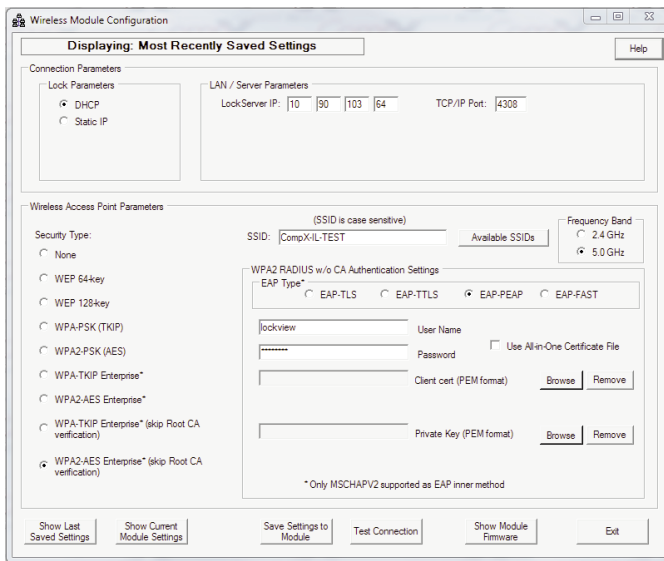 Wireless Module Configuration
Displaying: Most Recently Saved Settings
Help
Connection Parameters
Lock Parameters
DHCP
Static IP
LAN / Server Parameters
LockServer IP: 10 90 103 64 TCP/IP Port: 4308
Wireless Access Point Parameters
Security Type:
None
WEP 64-key
WEP 128-key
WPA-PSK (TKIP)
WPA2-PSK (AES)
WPA-TKIP Enterprise*
WPA2-AES Enterprise*
WPA-TKIP Enterprise* (skip Root CA
verification)
WPA2-AES Enterprise* (skip Root CA
verification)
(SSID is case sensitive)
SSID: CompX-IL-TEST Available SSIDs
Frequency Band
2.4 GHz
5.0 GHz
WPA2 RADIUS w/o CA Authentication Settings
EAP Type*
EAP-TLS EAP-TTLS EAP-PEAP EAP-FAST
lockview User Name
******** Password
Use All-in-One Certificate File
Client cert (PEM format) Browse Remove
Private Key (PEM format) Browse Remove
* Only MSCHAPV2 supported as EAP inner method
Show Last
Saved Settings
Show Current
Module Settings
Save Settings to
Module
Test Connection
Show Module
Firmware
Exit